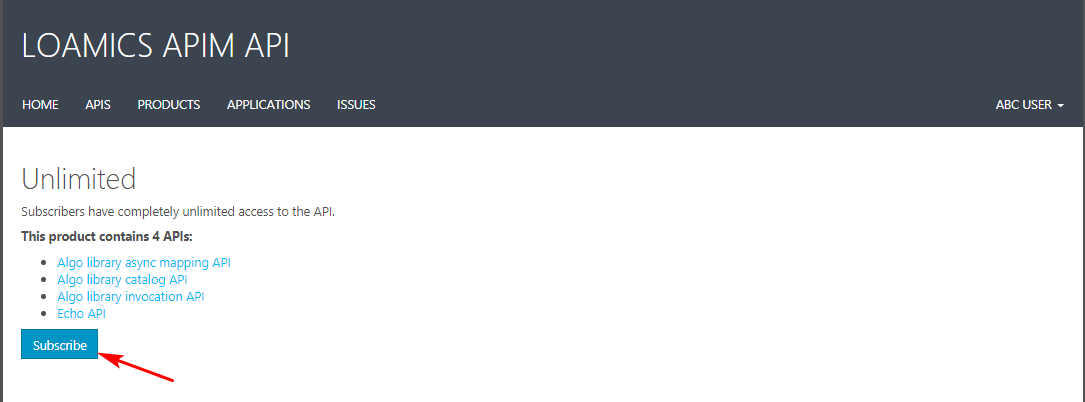 LOAMICS APIM API
HOME APIS PRODUCTS APPLICATIONS ISSUES ABC USER
Unlimited
Subscribers have completely unlimited access to the API.
This product contains 4 APIs:
Algo library async mapping API
Algo library catalog API
Algo library invocation API
Echo API
Subscribe